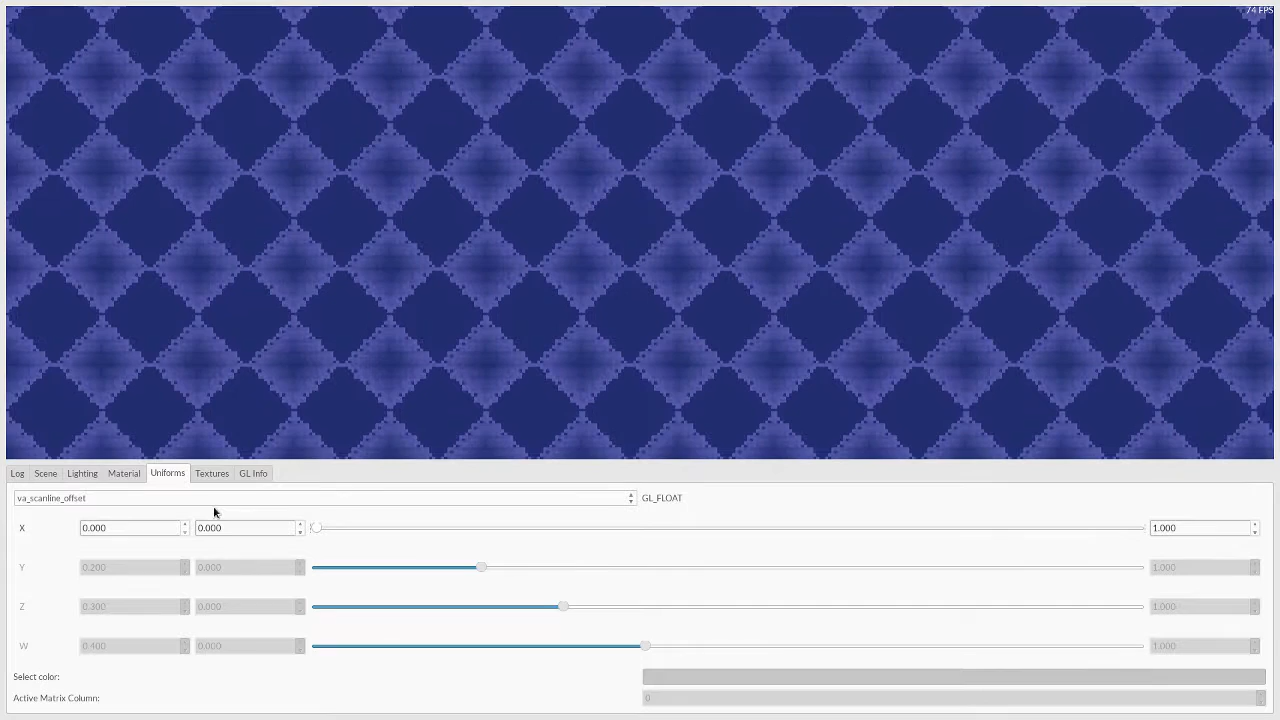 74 FPS
Log Scene Lighting Material Uniforms Textures GL Info
va_scanline_offset GL_FLOAT
X 0.000 0.000 1.000
Y 0.200 0.000 1.000
Z 0.300 0.000 1.000
W 0.400 0.000 1.000
Select color:
Active Matrix Column: 0